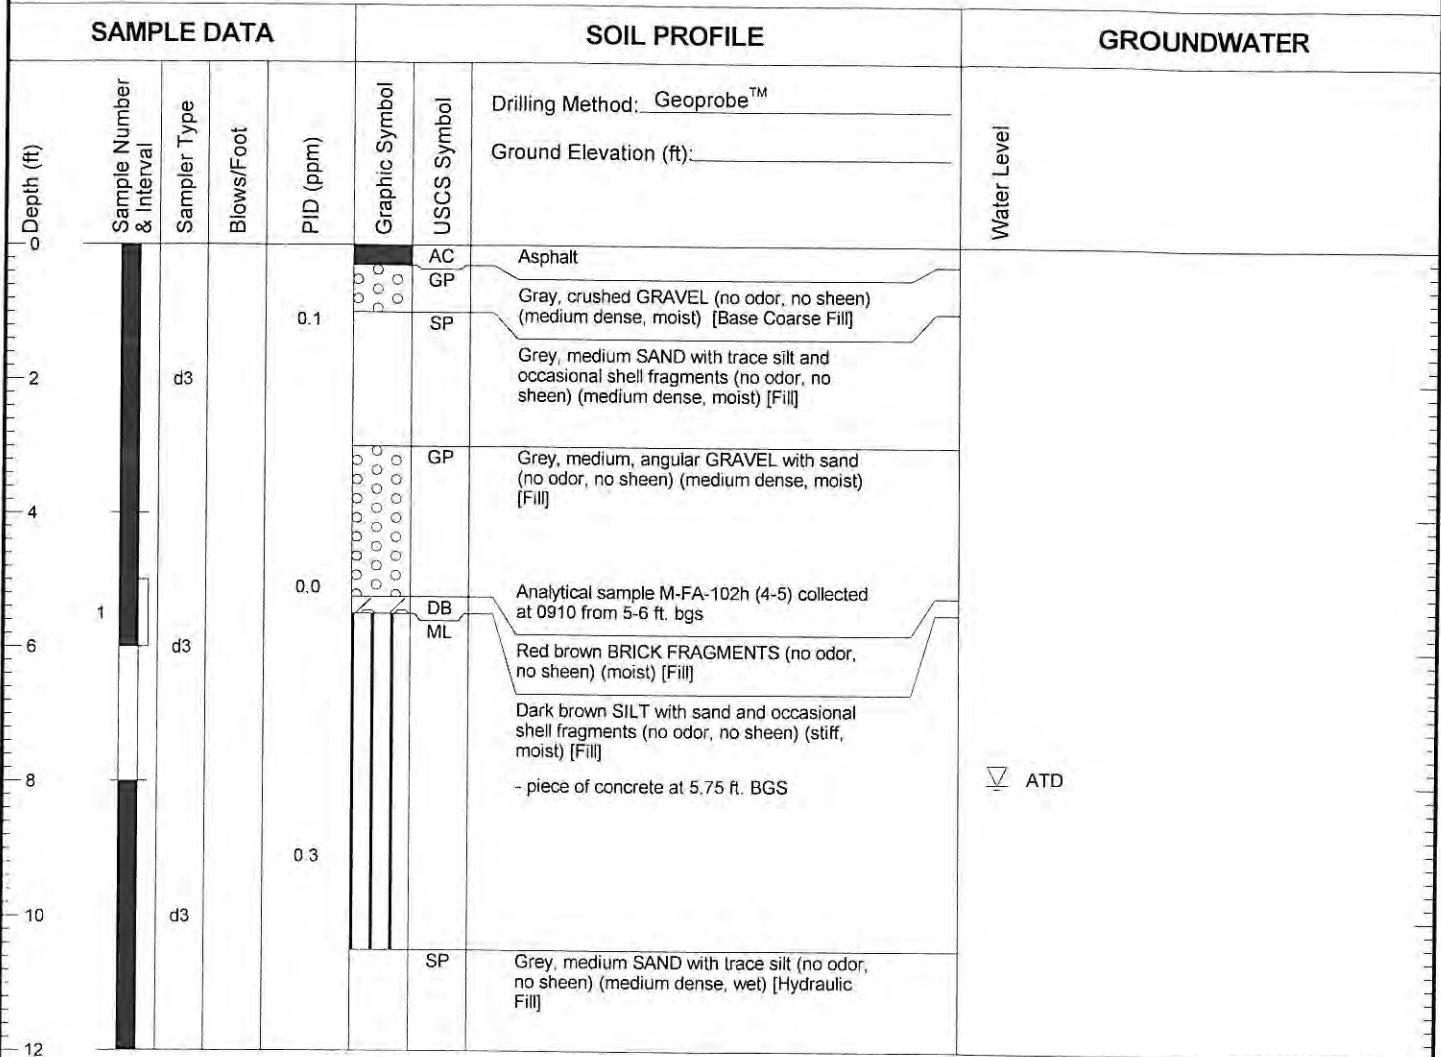 SAMPLE DATA
SOIL PROFILE
GROUNDWATER
Depth (ft)
Sample Number
& Interval
Sampler Type
Blows/Foot
PID (ppm)
Graphic Symbol
USCS Symbol
Drilling Method: Geoprobe™
Ground Elevation (ft):
Water Level
0
AC
Asphalt
GP
Gray, crushed GRAVEL (no odor, no sheen)
(medium dense, moist) [Base Coarse Fill]
0.1
SP
Grey, medium SAND with trace silt and
occasional shell fragments (no odor, no
sheen) (medium dense, moist) [Fill]
2
d3
GP
Grey, medium, angular GRAVEL with sand
(no odor, no sheen) (medium dense, moist)
[Fill]
4
0.0
Analytical sample M-FA-102h (4-5) collected
at 0910 from 5-6 ft. bgs
1
DB
ML
6
d3
Red brown BRICK FRAGMENTS (no odor,
no sheen) (moist) [Fill]
Dark brown SILT with sand and occasional
shell fragments (no odor, no sheen) (stiff,
moist) [Fill]
8
- piece of concrete at 5.75 ft. BGS
ATD
0.3
10
d3
SP
Grey, medium SAND with trace silt (no odor,
no sheen) (medium dense, wet) [Hydraulic
Fill]
12